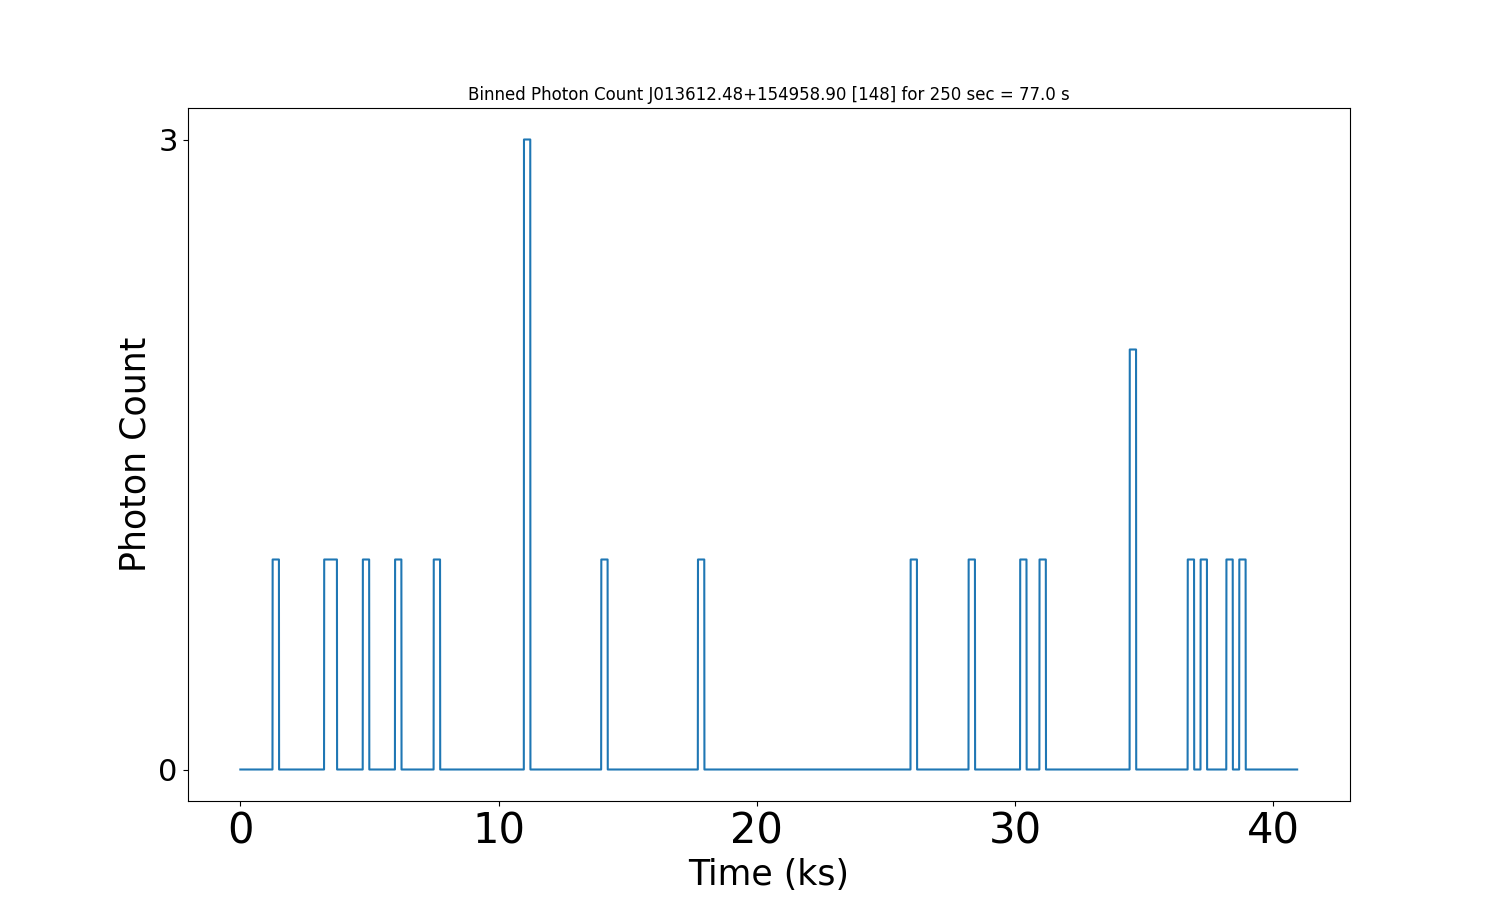 Binned Photon Count J013612.48+154958.90 [148] for 250 sec = 77.0 s
3
Photon Count
0
0 10 20 30 40
Time (ks)